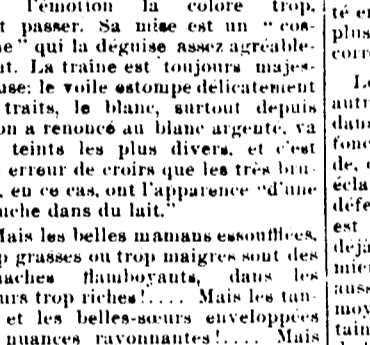 l'émotion la colore trop,
t passer. Sa mise est un "cos-
e" qui la déguise assez agréable-
t. La traîne est toujours majes-
use; le voile estompe délicatement
traits, le blanc, surtout depuis
on a renoncé au blanc argenté, va
teints les plus divers, et c'est
erreur de croirs que les très bru-
, en ce cas, ont l'apparence "d'une
uche dans du lait."
Mais les belles mamans essoufflées,
p grasses ou trop maigres sont des
naches flamboyants, dans les
urs trop riches!.... Mais les tan-
et les belles-sœurs enveloppées
nuances rayonnantes!.... Mais
té en
plus
corr
L
autr
dans
fonc
de, c
écla
défe
est
déjà
mie
auss
moy
tain